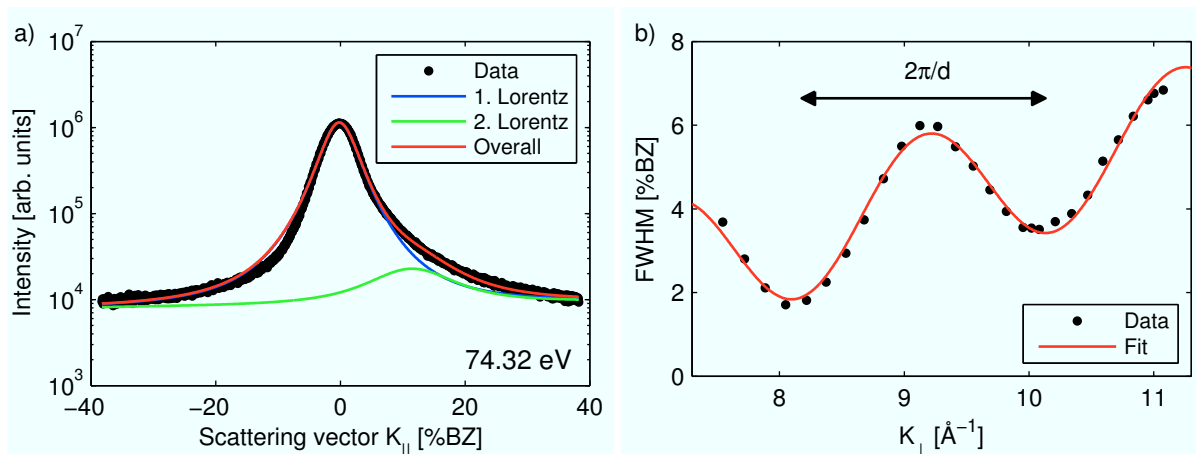 a)
10^7
10^6
10^5
10^4
10^3
Intensity [arb. units]
Data
1. Lorentz
2. Lorentz
Overall
74.32 eV
−40 −20 0 20 40
Scattering vector K_|| [%BZ]
b)
8
6
4
2
0
FWHM [%BZ]
2π/d
Data
Fit
8 9 10 11
K_⊥ [Å^−1]